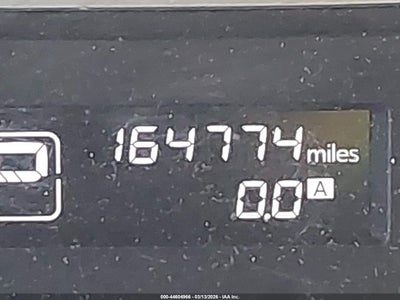 164774 miles
0.0 A
000-44604966 - 03/13/2026 - IAA Inc.